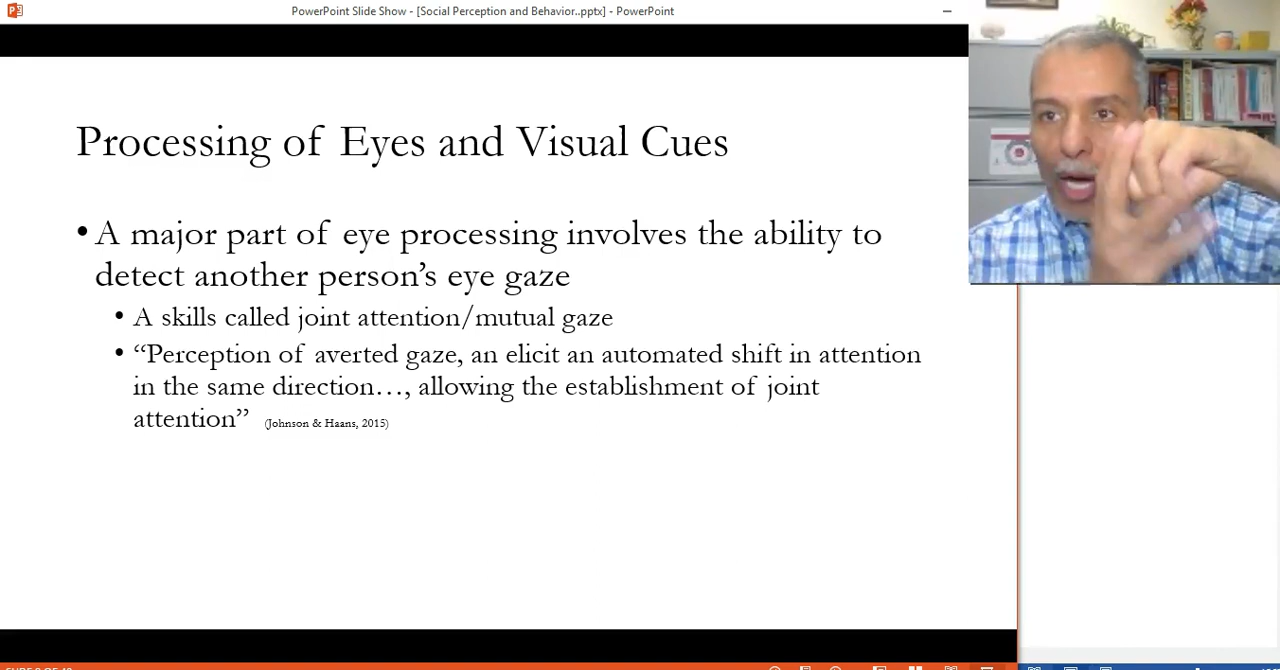 PowerPoint Slide Show - [Social Perception and Behavior..pptx] - PowerPoint
Processing of Eyes and Visual Cues
• A major part of eye processing involves the ability to
detect another person’s eye gaze
• A skills called joint attention/mutual gaze
• “Perception of averted gaze, an elicit an automated shift in attention
in the same direction…, allowing the establishment of joint
attention” (Johnson & Haans, 2015)